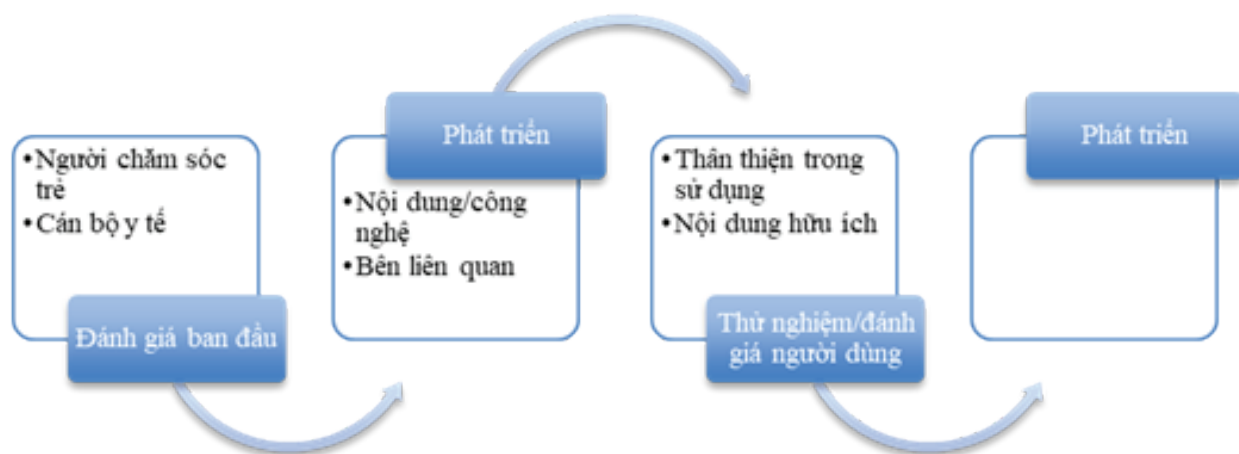 •Người chăm sóc
trẻ
•Cán bộ y tế
Đánh giá ban đầu
Phát triển
•Nội dung/công
nghệ
•Bên liên quan
•Thân thiện trong
sử dụng
•Nội dung hữu ích
Thử nghiệm/đánh
giá người dùng
Phát triển